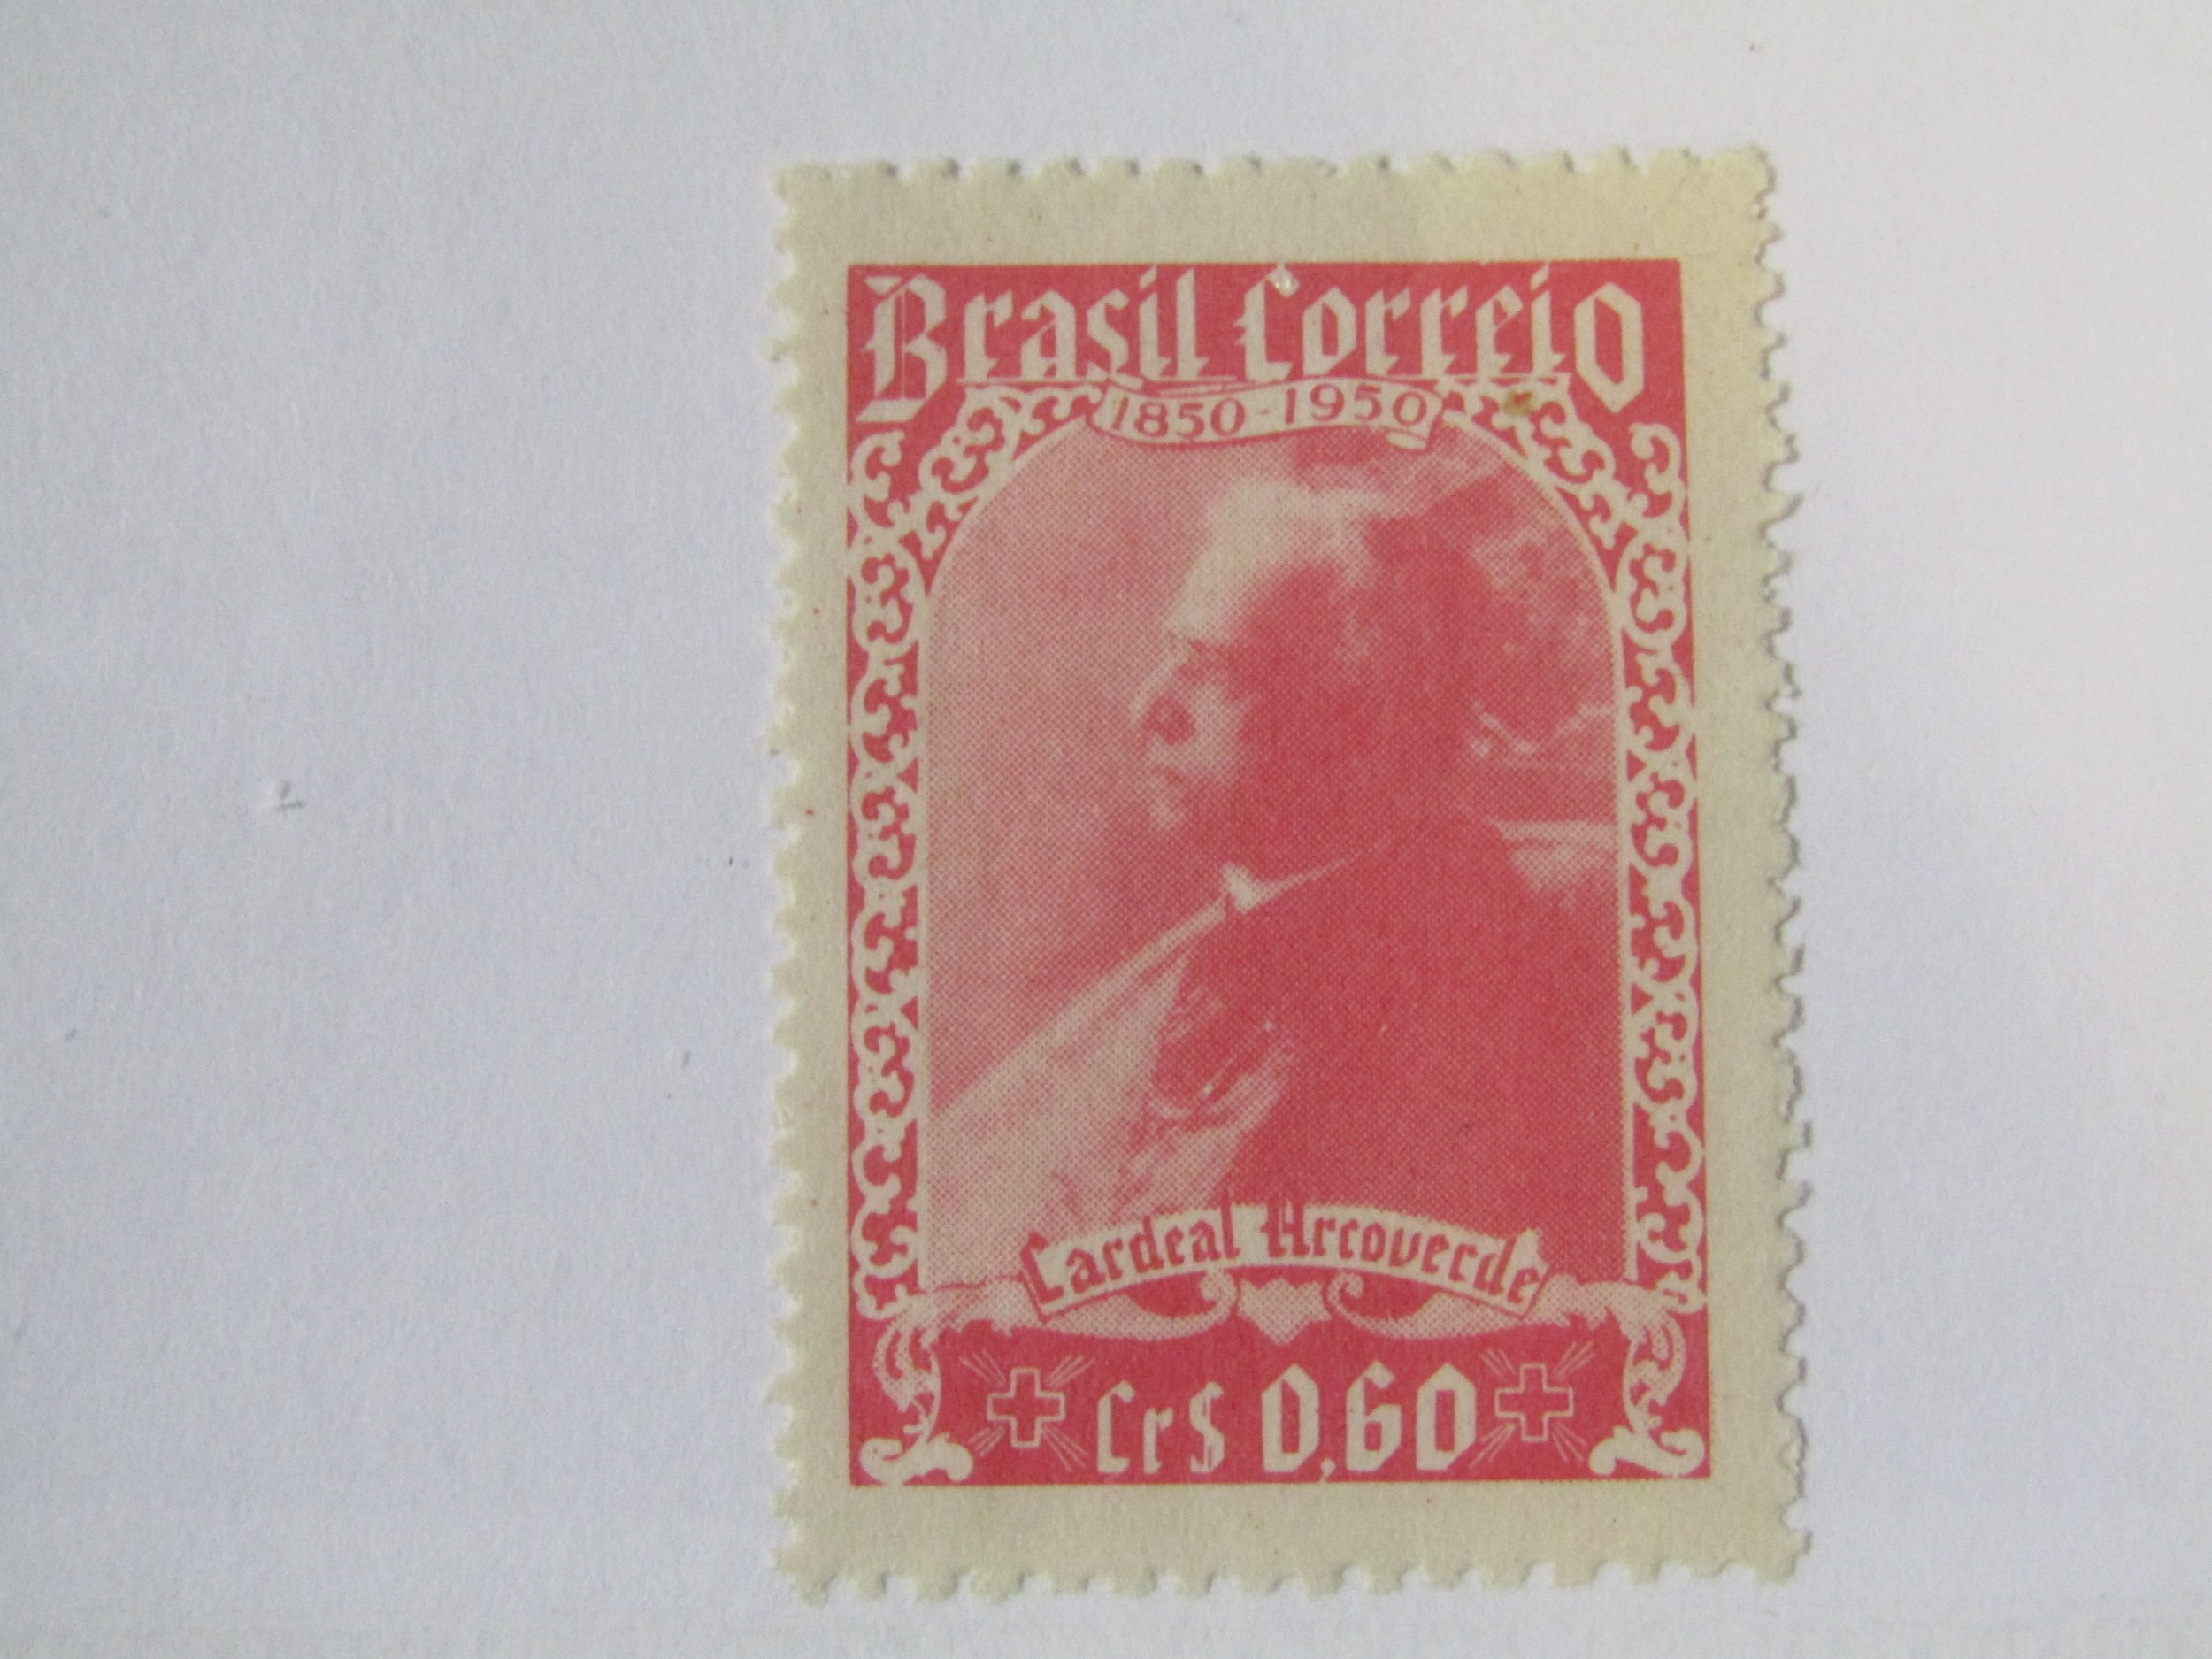 Brasil Correio
1850-1950
Cardeal Arcoverde
Cr$ 0,60